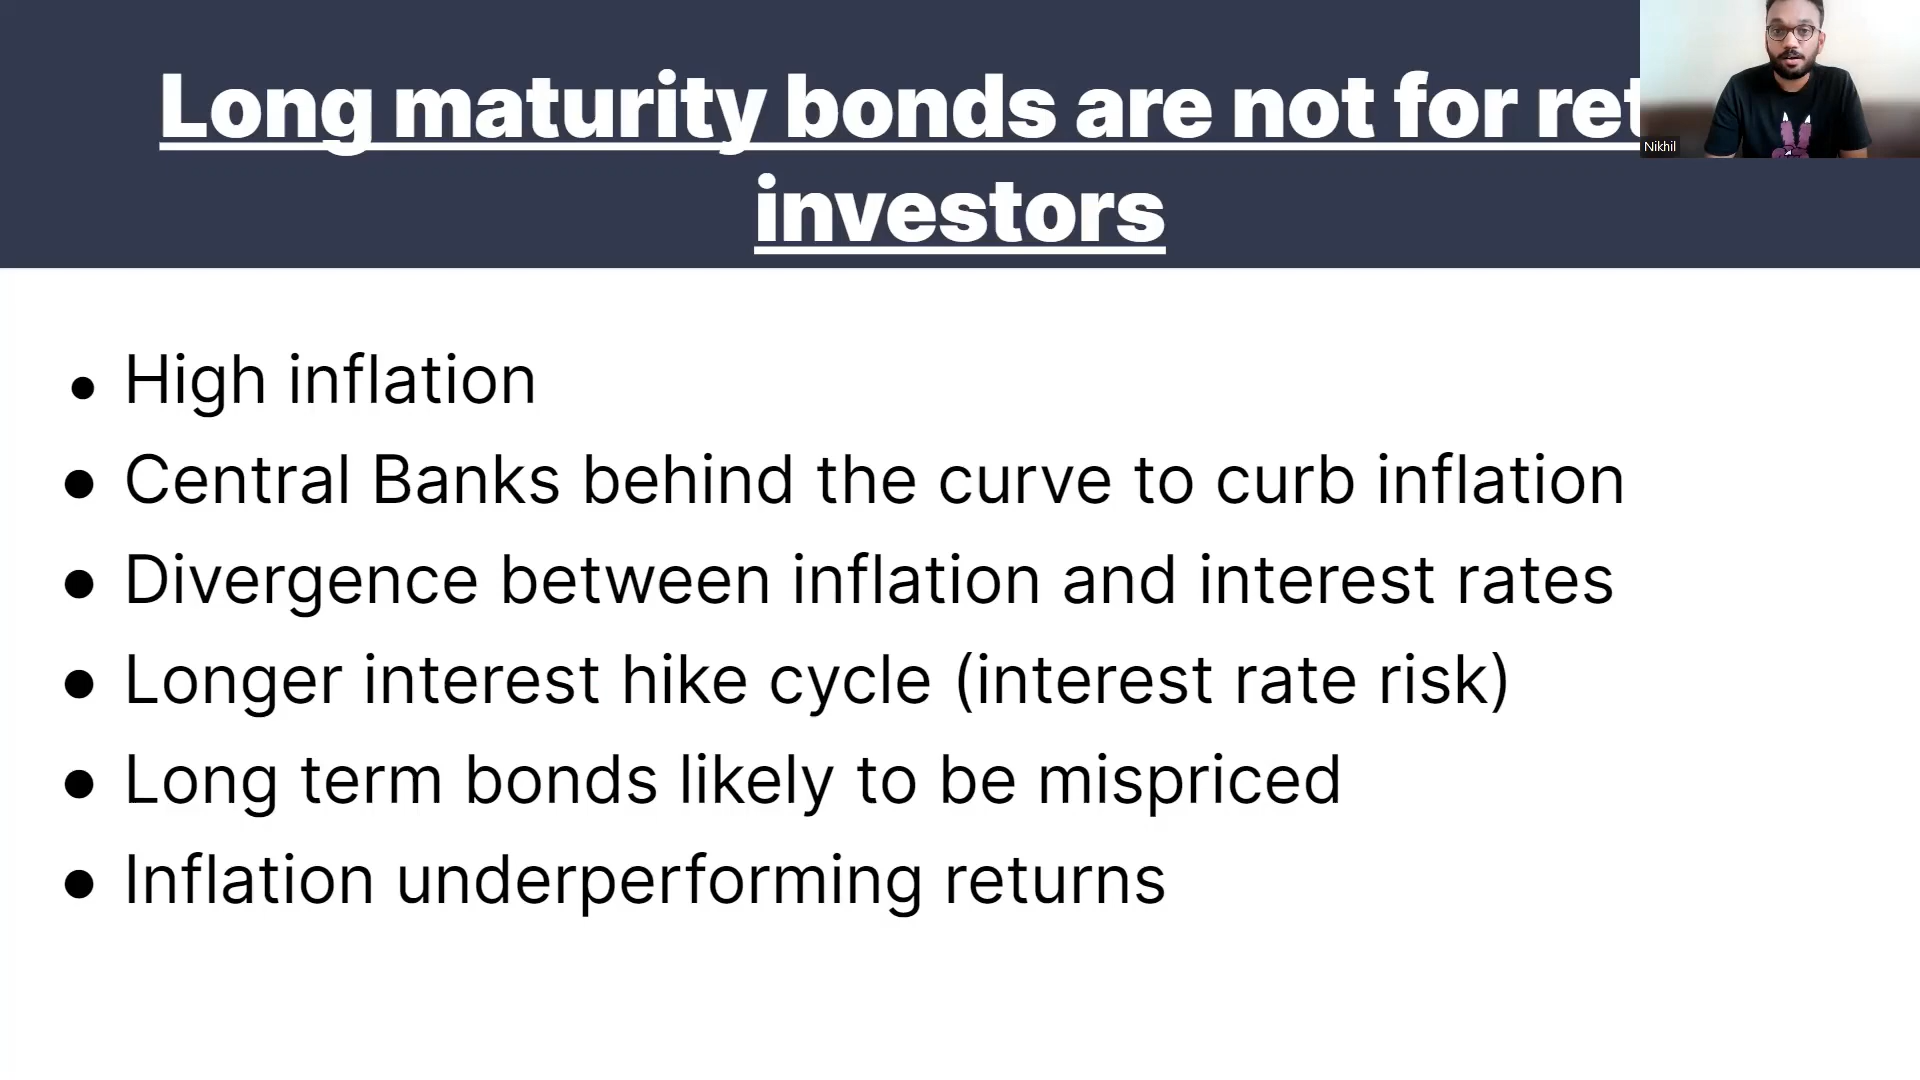 Long maturity bonds are not for ret
investors
Nikhil
• High inflation
• Central Banks behind the curve to curb inflation
• Divergence between inflation and interest rates
• Longer interest hike cycle (interest rate risk)
• Long term bonds likely to be mispriced
• Inflation underperforming returns